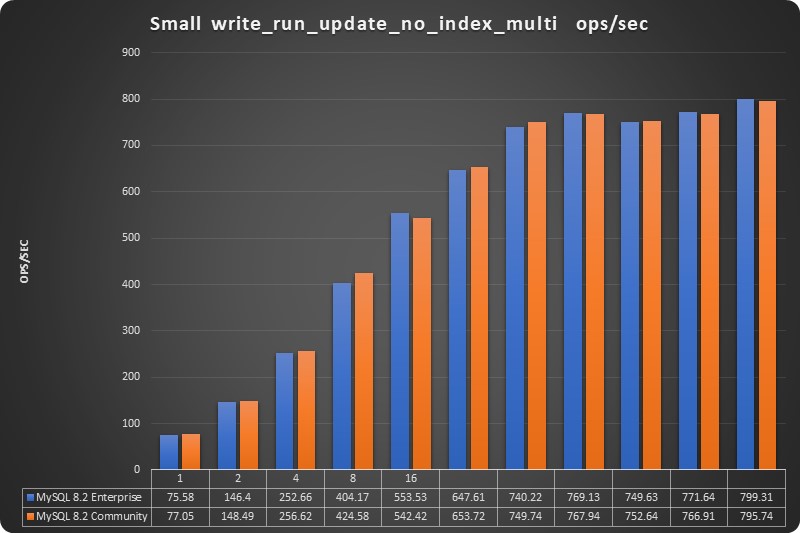 Small write_run_update_no_index_multi ops/sec
900
800
700
600
500
400
300
200
100
0
OPS/SEC
1 2 4 8 16
MySQL 8.2 Enterprise 75.58 146.4 252.66 404.17 553.53 647.61 740.22 769.13 749.63 771.64 799.31
MySQL 8.2 Community 77.05 148.49 256.62 424.58 542.42 653.72 749.74 767.94 752.64 766.91 795.74